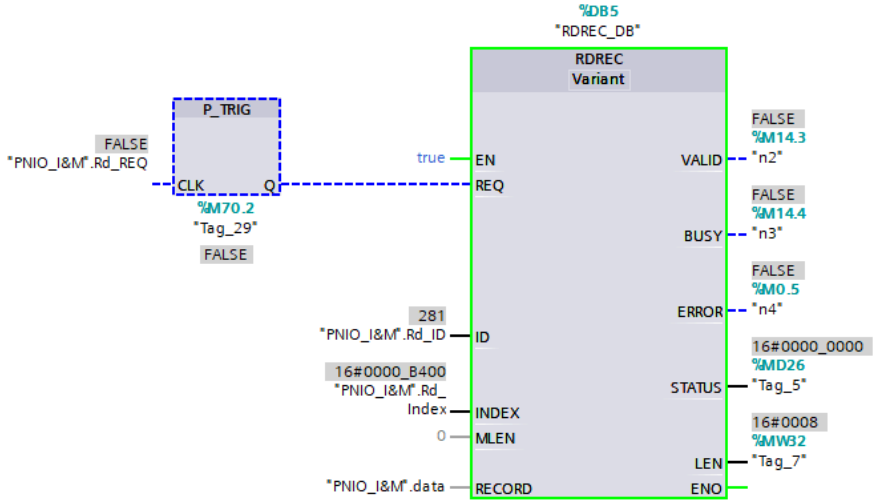 %DB5
"RDREC_DB"
RDREC
Variant
P_TRIG
FALSE
"PNIO_I&M".Rd_REQ
CLK Q
%M70.2
"Tag_29"
FALSE
true EN
REQ
281
"PNIO_I&M".Rd_ID ID
16#0000_B400
"PNIO_I&M".Rd_
Index INDEX
0 MLEN
"PNIO_I&M".data RECORD
FALSE
%M14.3
VALID "n2"
FALSE
%M14.4
BUSY "n3"
FALSE
%M0.5
ERROR "n4"
16#0000_0000
%MD26
STATUS "Tag_5"
16#0008
%MW32
LEN "Tag_7"
ENO